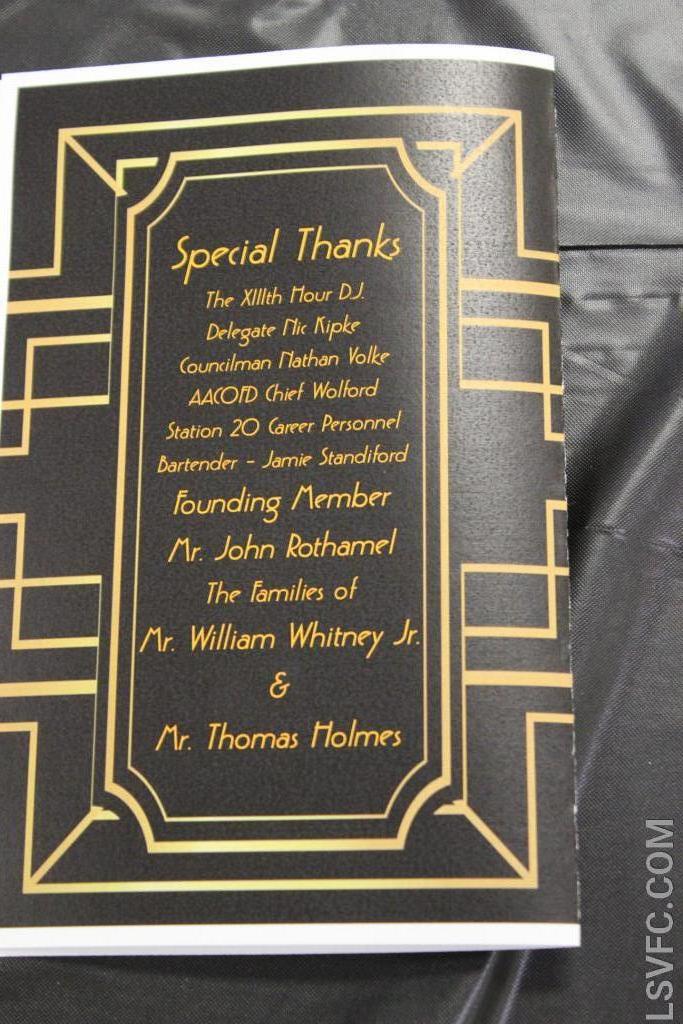 Special Thanks
The XIIIth Hour D.J.
Delegate Nic Kipke
Councilman Nathan Volke
AACOFD Chief Wolford
Station 20 Career Personnel
Bartender - Jamie Standiford
Founding Member
Mr. John Rothamel
The Families of
Mr. William Whitney Jr.
&
Mr. Thomas Holmes
LSVFC.COM